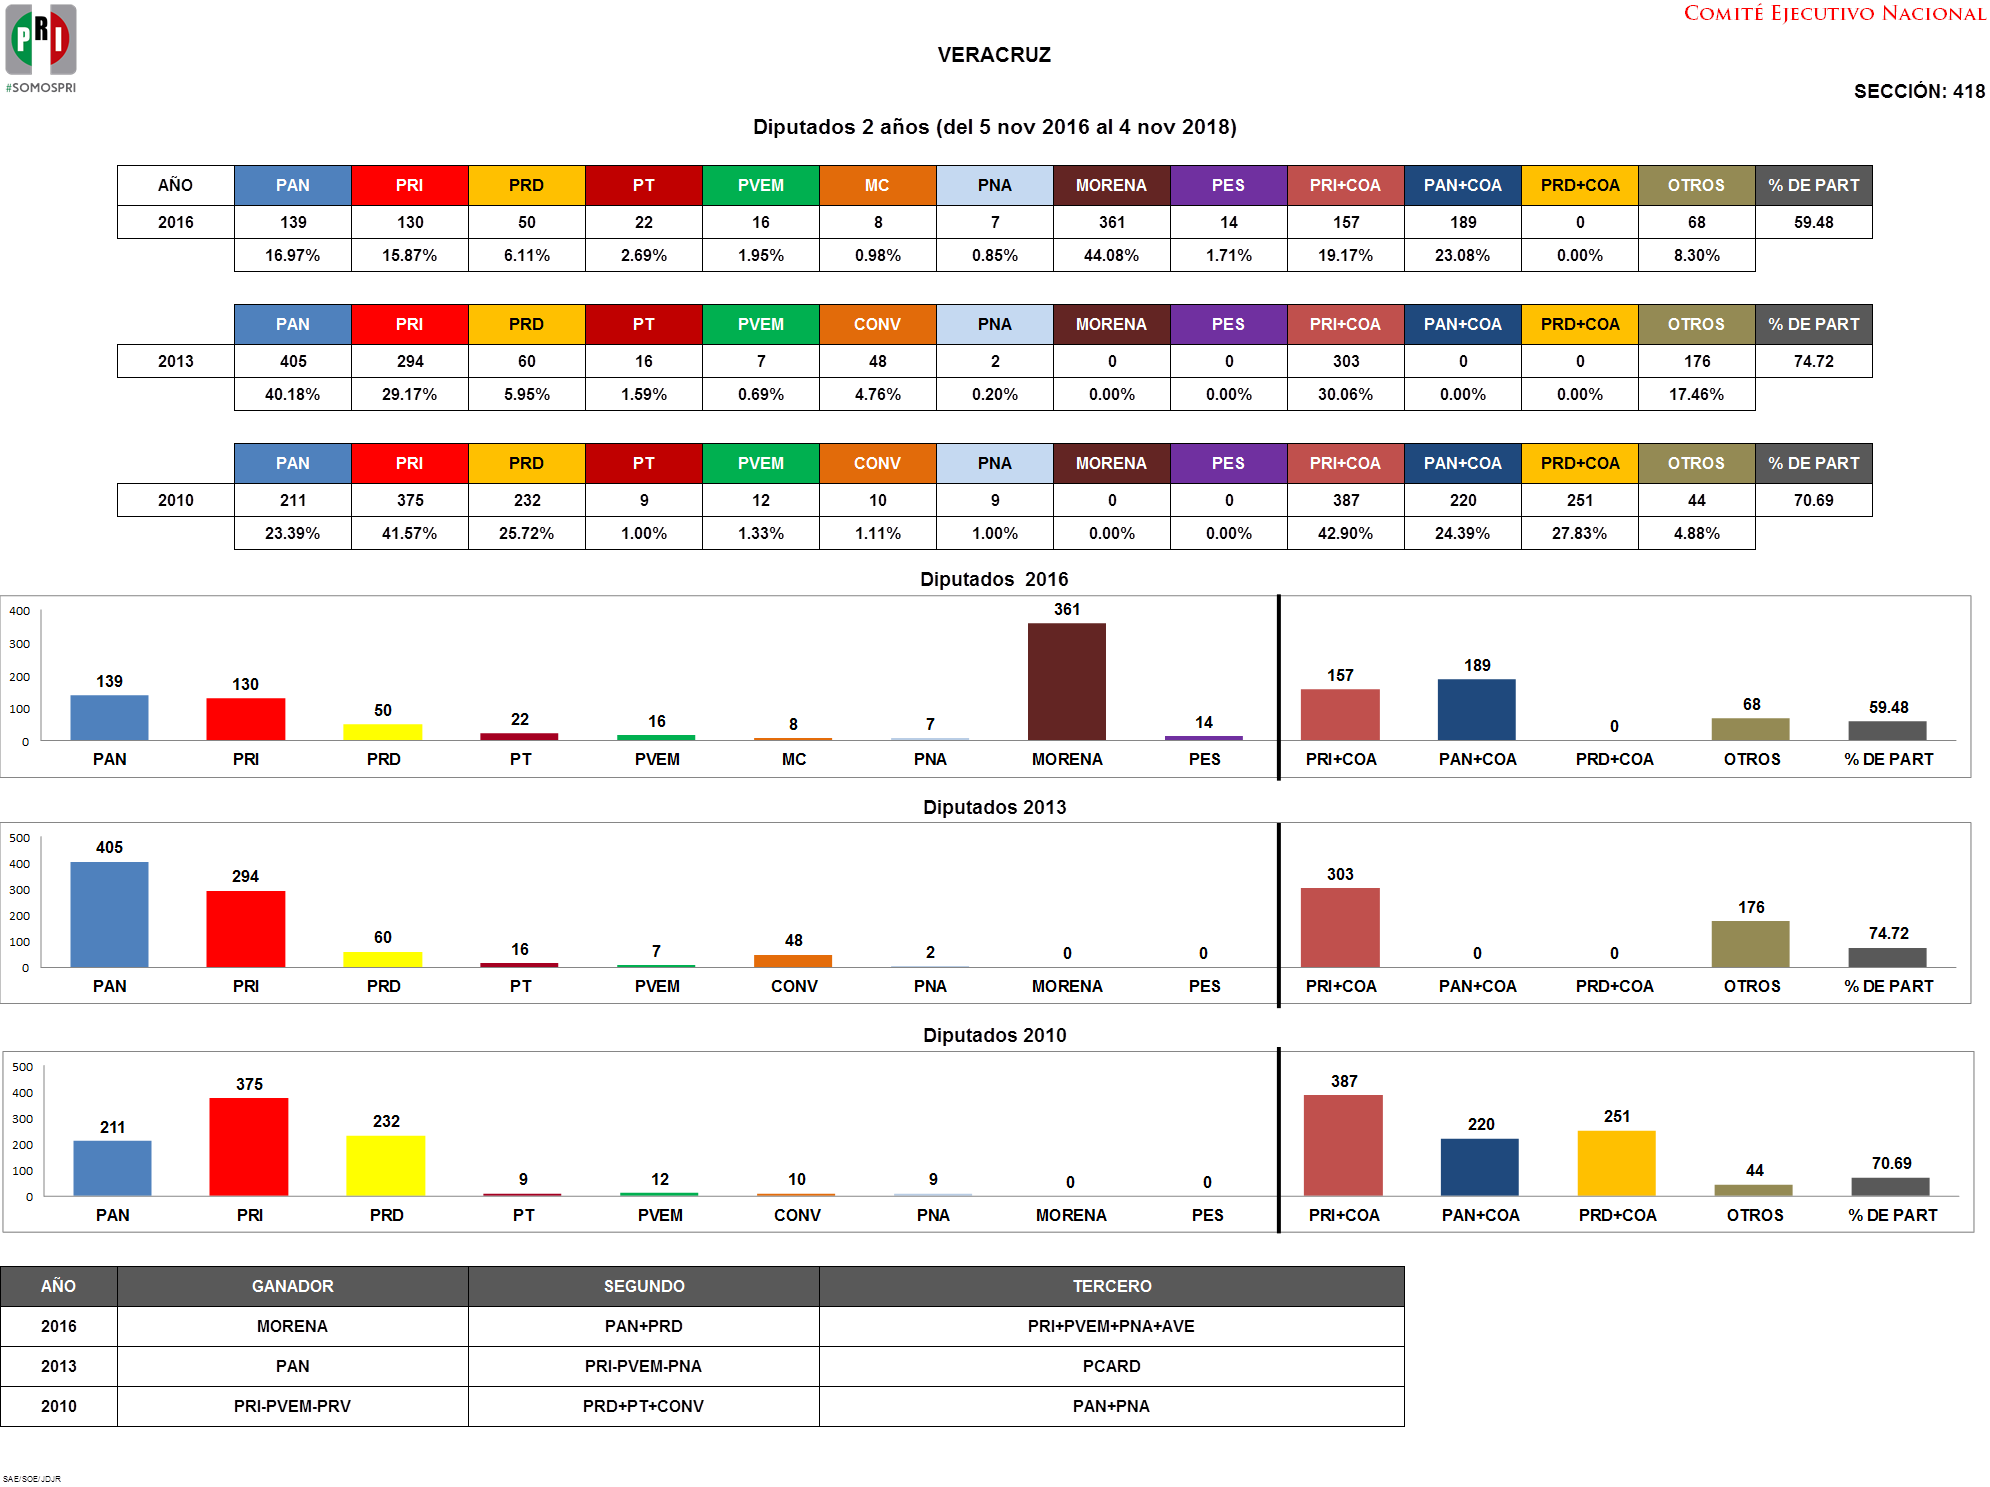 PRI
#SOMOSPRI
COMITÉ EJECUTIVO NACIONAL
VERACRUZ
SECCIÓN: 418
Diputados 2 años (del 5 nov 2016 al 4 nov 2018)
AÑO PAN PRI PRD PT PVEM MC PNA MORENA PES PRI+COA PAN+COA PRD+COA OTROS % DE PART
2016 139 130 50 22 16 8 7 361 14 157 189 0 68 59.48
16.97% 15.87% 6.11% 2.69% 1.95% 0.98% 0.85% 44.08% 1.71% 19.17% 23.08% 0.00% 8.30%
PAN PRI PRD PT PVEM CONV PNA MORENA PES PRI+COA PAN+COA PRD+COA OTROS % DE PART
2013 405 294 60 16 7 48 2 0 0 303 0 0 176 74.72
40.18% 29.17% 5.95% 1.59% 0.69% 4.76% 0.20% 0.00% 0.00% 30.06% 0.00% 0.00% 17.46%
PAN PRI PRD PT PVEM CONV PNA MORENA PES PRI+COA PAN+COA PRD+COA OTROS % DE PART
2010 211 375 232 9 12 10 9 0 0 387 220 251 44 70.69
23.39% 41.57% 25.72% 1.00% 1.33% 1.11% 1.00% 0.00% 0.00% 42.90% 24.39% 27.83% 4.88%
Diputados 2016
400
300
200
100
0
139 130 50 22 16 8 7 361 14 157 189 0 68 59.48
PAN PRI PRD PT PVEM MC PNA MORENA PES PRI+COA PAN+COA PRD+COA OTROS % DE PART
Diputados 2013
500
400
300
200
100
0
405 294 60 16 7 48 2 0 0 303 0 0 176 74.72
PAN PRI PRD PT PVEM CONV PNA MORENA PES PRI+COA PAN+COA PRD+COA OTROS % DE PART
Diputados 2010
500
400
300
200
100
0
211 375 232 9 12 10 9 0 0 387 220 251 44 70.69
PAN PRI PRD PT PVEM CONV PNA MORENA PES PRI+COA PAN+COA PRD+COA OTROS % DE PART
AÑO GANADOR SEGUNDO TERCERO
2016 MORENA PAN+PRD PRI+PVEM+PNA+AVE
2013 PAN PRI-PVEM-PNA PCARD
2010 PRI-PVEM-PRV PRD+PT+CONV PAN+PNA
SAE/SOE/JDJR